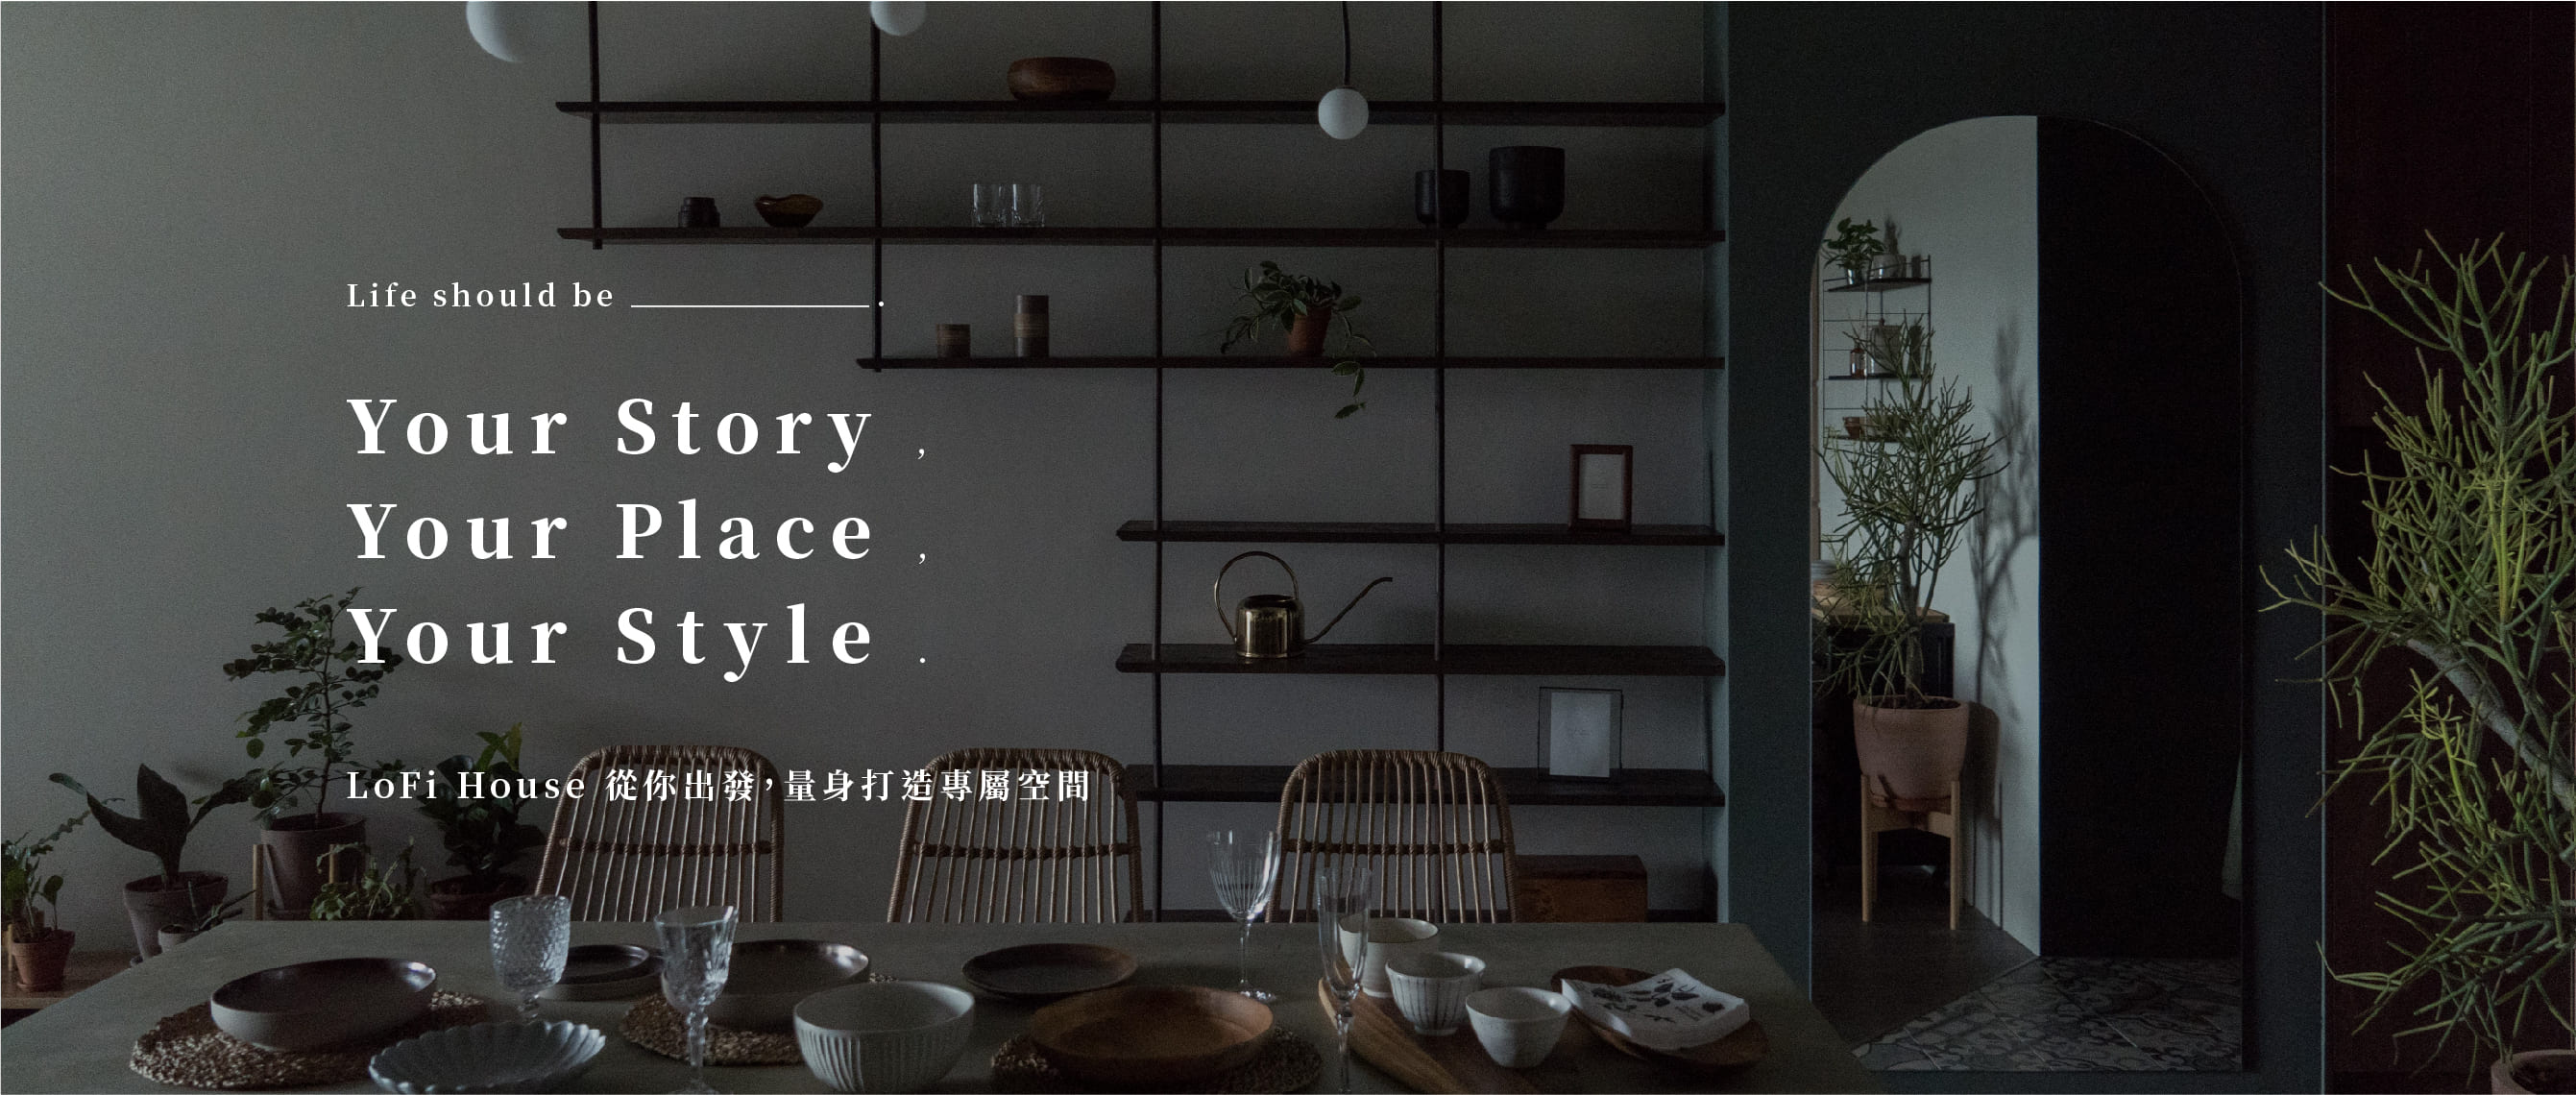 Life should be ___________.
Your Story ,
Your Place ,
Your Style .
LoFi House 從你出發，量身打造專屬空間